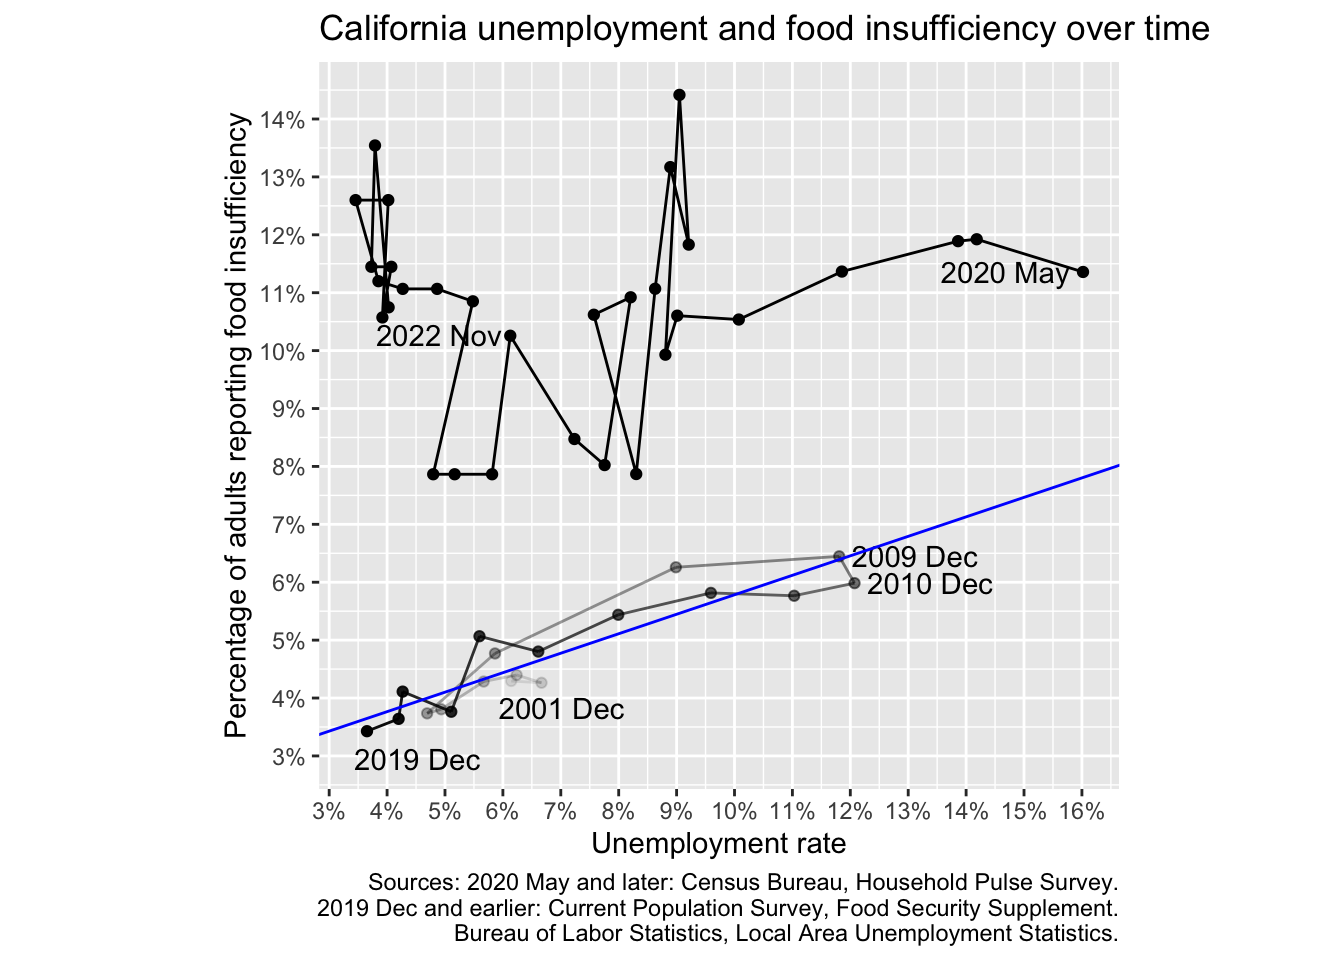 California unemployment and food insufficiency over time
Percentage of adults reporting food insufficiency
14%
13%
12%
11%
10%
9%
8%
7%
6%
5%
4%
3%
2020 May
2022 Nov
2009 Dec
2010 Dec
2001 Dec
2019 Dec
3% 4% 5% 6% 7% 8% 9% 10% 11% 12% 13% 14% 15% 16%
Unemployment rate
Sources: 2020 May and later: Census Bureau, Household Pulse Survey.
2019 Dec and earlier: Current Population Survey, Food Security Supplement.
Bureau of Labor Statistics, Local Area Unemployment Statistics.